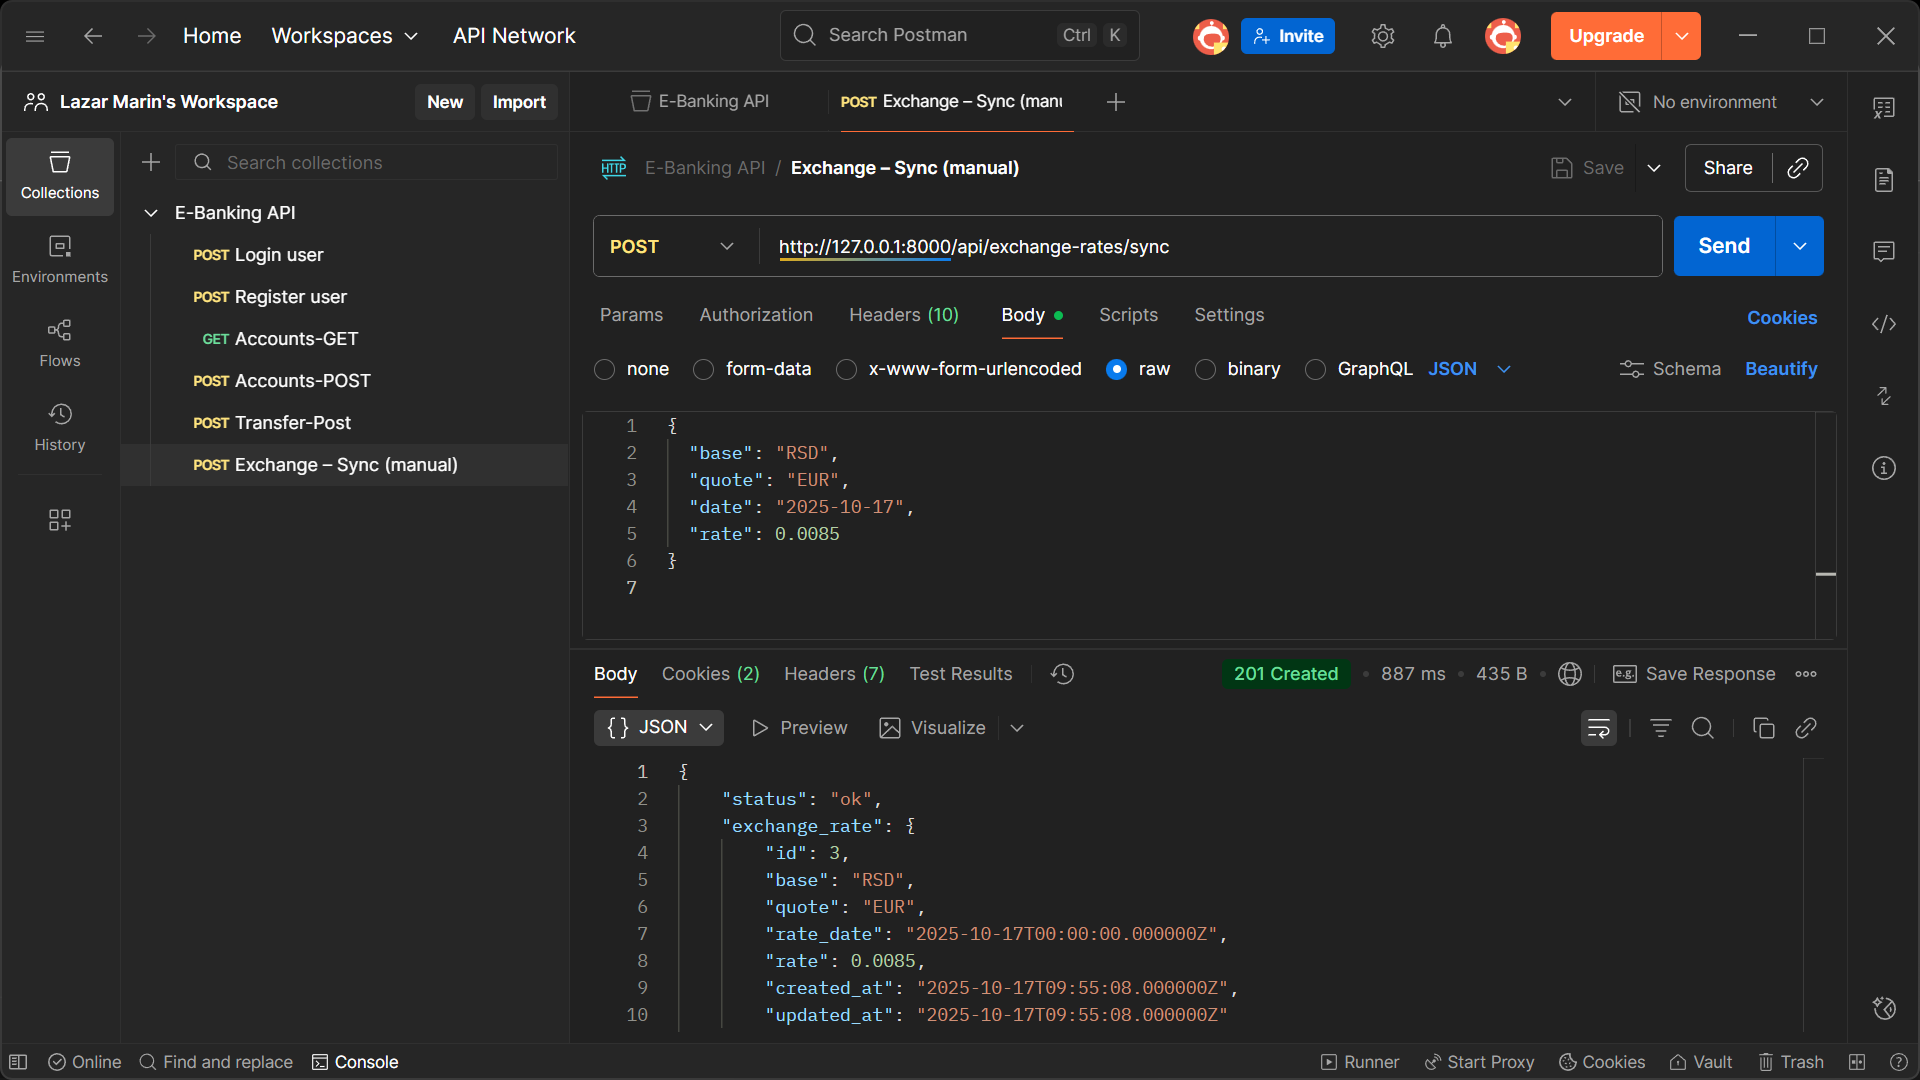 Home Workspaces API Network Search Postman Ctrl K Invite Upgrade
Lazar Marin's Workspace New Import E-Banking API POST Exchange – Sync (manu No environment
Collections
Environments
Flows
History
Search collections
E-Banking API
POST Login user
POST Register user
GET Accounts-GET
POST Accounts-POST
POST Transfer-Post
POST Exchange – Sync (manual)
HTTP E-Banking API / Exchange – Sync (manual) Save Share
POST http://127.0.0.1:8000/api/exchange-rates/sync Send
Params Authorization Headers (10) Body Scripts Settings Cookies
none form-data x-www-form-urlencoded raw binary GraphQL JSON Schema Beautify
1 {
2 "base": "RSD",
3 "quote": "EUR",
4 "date": "2025-10-17",
5 "rate": 0.0085
6 }
7
Body Cookies (2) Headers (7) Test Results 201 Created • 887 ms • 435 B • e.g. Save Response
{} JSON Preview Visualize
1 {
2 "status": "ok",
3 "exchange_rate": {
4 "id": 3,
5 "base": "RSD",
6 "quote": "EUR",
7 "rate_date": "2025-10-17T00:00:00.000000Z",
8 "rate": 0.0085,
9 "created_at": "2025-10-17T09:55:08.000000Z",
10 "updated_at": "2025-10-17T09:55:08.000000Z"
Online Find and replace Console Runner Start Proxy Cookies Vault Trash